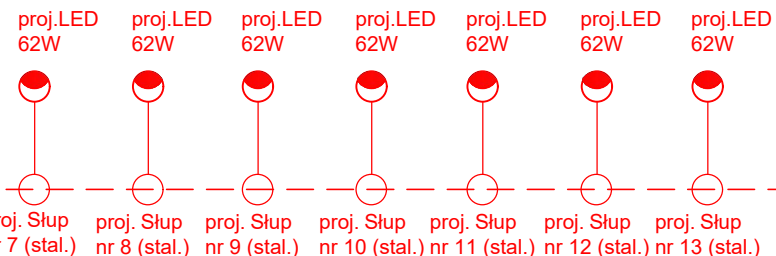 proj.LED proj.LED proj.LED proj.LED proj.LED proj.LED proj.LED
62W 62W 62W 62W 62W 62W 62W
proj. Słup proj. Słup proj. Słup proj. Słup proj. Słup proj. Słup proj. Słup
nr 7 (stal.) nr 8 (stal.) nr 9 (stal.) nr 10 (stal.) nr 11 (stal.) nr 12 (stal.) nr 13 (stal.)